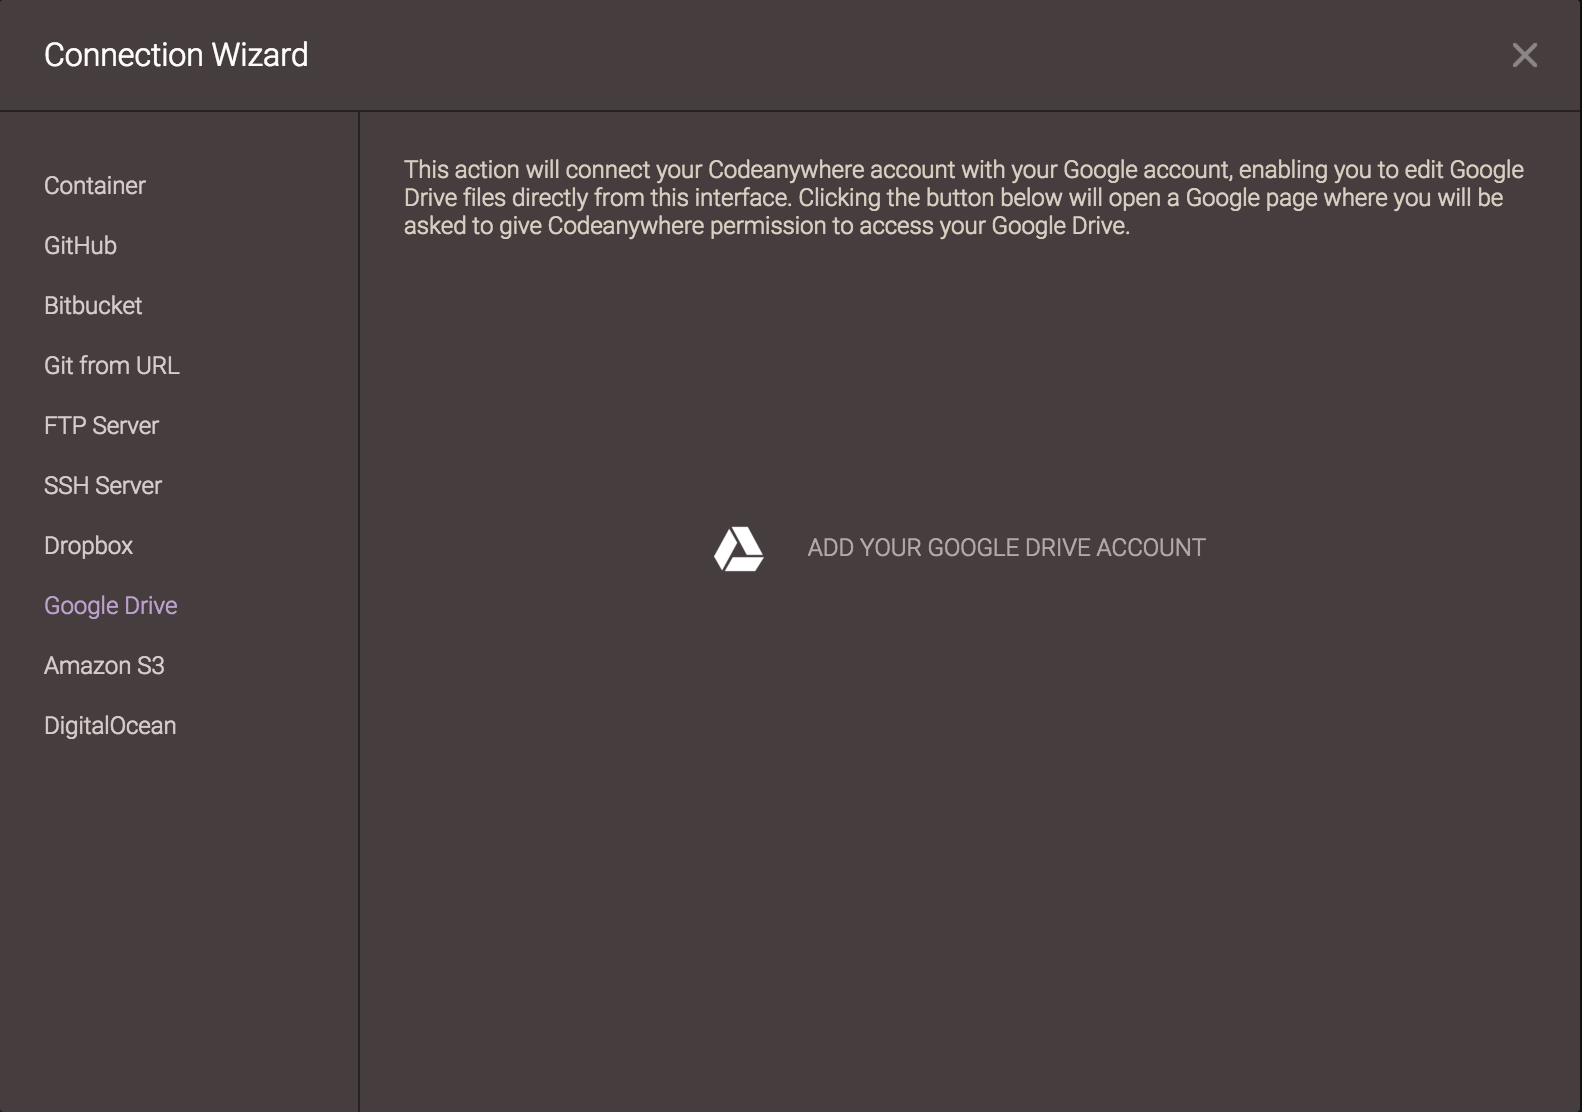 Connection Wizard
Container
GitHub
Bitbucket
Git from URL
FTP Server
SSH Server
Dropbox
Google Drive
Amazon S3
DigitalOcean
This action will connect your Codeanywhere account with your Google account, enabling you to edit Google
Drive files directly from this interface. Clicking the button below will open a Google page where you will be
asked to give Codeanywhere permission to access your Google Drive.
ADD YOUR GOOGLE DRIVE ACCOUNT